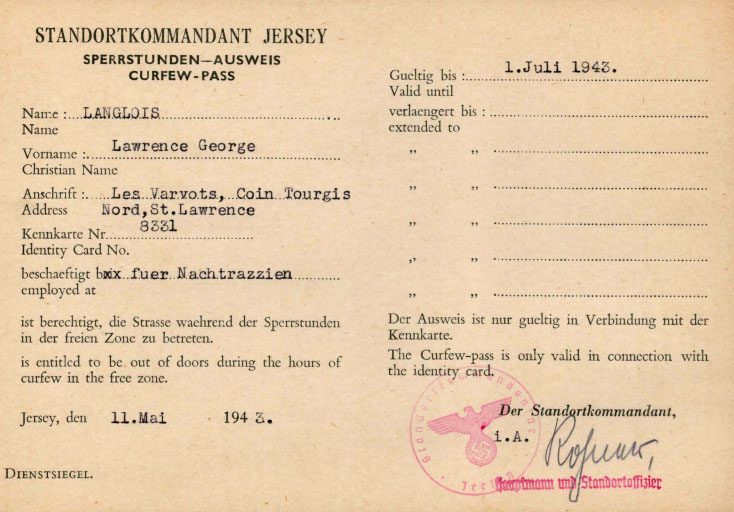 STANDORTKOMMANDANT JERSEY
SPERRSTUNDEN—AUSWEIS
CURFEW-PASS
Name : LANGLOIS
Name
Vorname : Lawrence George
Christian Name
Anschrift : Les Varvots, Coin Tourgis
Address Nord,St.Lawrence
Kennkarte Nr. 8331
Identity Card No.
beschaeftigt bxx fuer Nachtrazzien
employed at
ist berechtigt, die Strasse waehrend der Sperrstunden
in der freien Zone zu betreten.
is entitled to be out of doors during the hours of
curfew in the free zone.
Jersey, den 11.Mai 1943.
DIENSTSIEGEL.
Gueltig bis : 1.Juli 1943.
Valid until
verlaengert bis :
extended to
„ „
„ „
„ „
„ „
„ „
Der Ausweis ist nur gueltig in Verbindung mit der
Kennkarte.
The Curfew-pass is only valid in connection with
the identity card.
Standortkommandantur
Jersey
Der Standortkommandant,
i.A.
Hauptmann und Standortoffizier